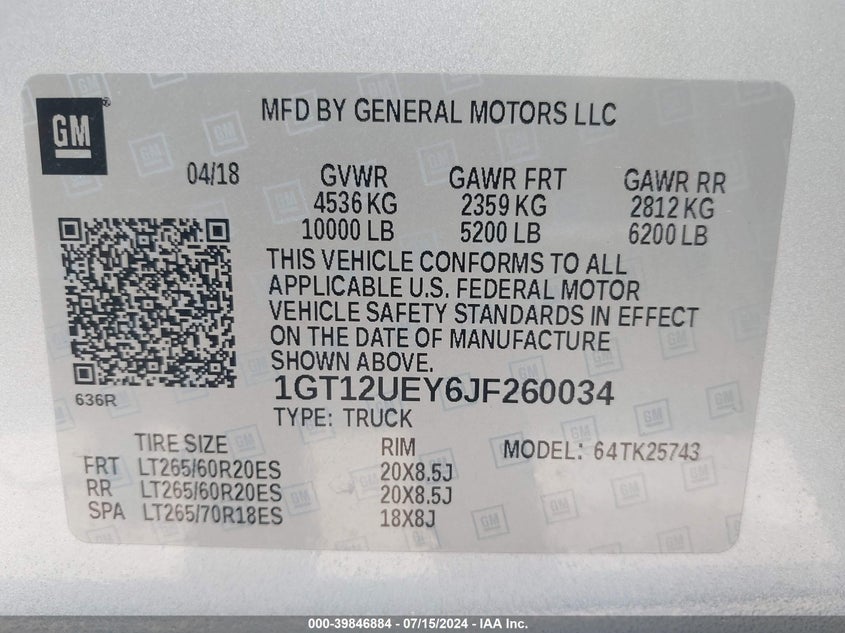 GM
MFD BY GENERAL MOTORS LLC
04/18 GVWR GAWR FRT GAWR RR
4536 KG 2359 KG 2812 KG
10000 LB 5200 LB 6200 LB
THIS VEHICLE CONFORMS TO ALL
APPLICABLE U.S. FEDERAL MOTOR
VEHICLE SAFETY STANDARDS IN EFFECT
ON THE DATE OF MANUFACTURE
SHOWN ABOVE.
636R
1GT12UEY6JF260034
TYPE: TRUCK
TIRE SIZE RIM MODEL: 64TK25743
FRT LT265/60R20ES 20X8.5J
RR LT265/60R20ES 20X8.5J
SPA LT265/70R18ES 18X8J
000-39846884 / 07/15/2024 - IAA Inc.